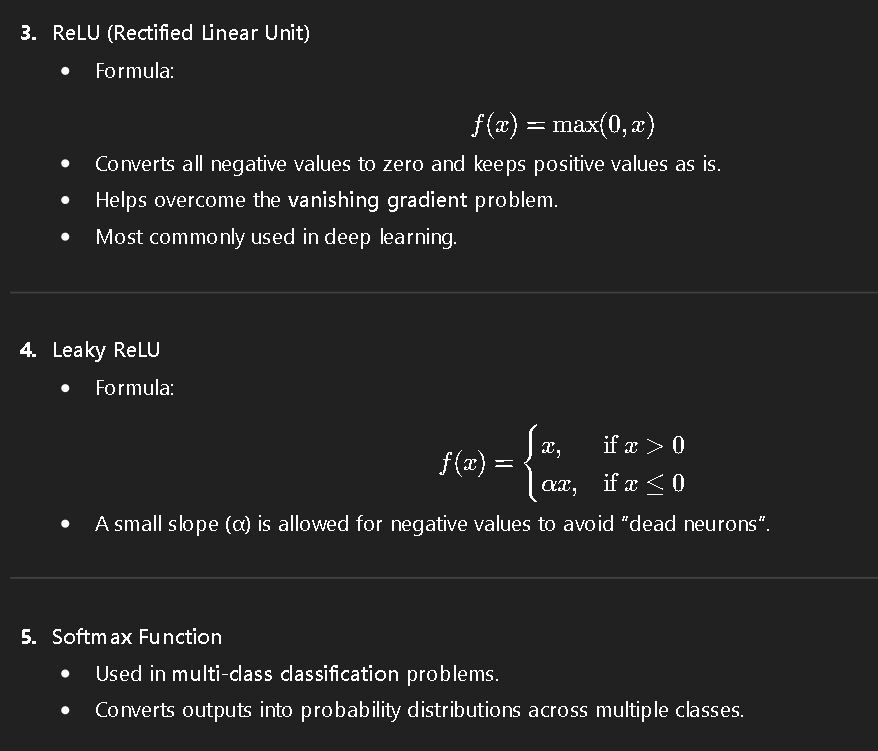 3. ReLU (Rectified Linear Unit)
• Formula:
f(x) = max(0, x)
• Converts all negative values to zero and keeps positive values as is.
• Helps overcome the vanishing gradient problem.
• Most commonly used in deep learning.
4. Leaky ReLU
• Formula:
f(x) = { x, if x > 0
αx, if x ≤ 0
• A small slope (α) is allowed for negative values to avoid "dead neurons".
5. Softmax Function
• Used in multi-class classification problems.
• Converts outputs into probability distributions across multiple classes.